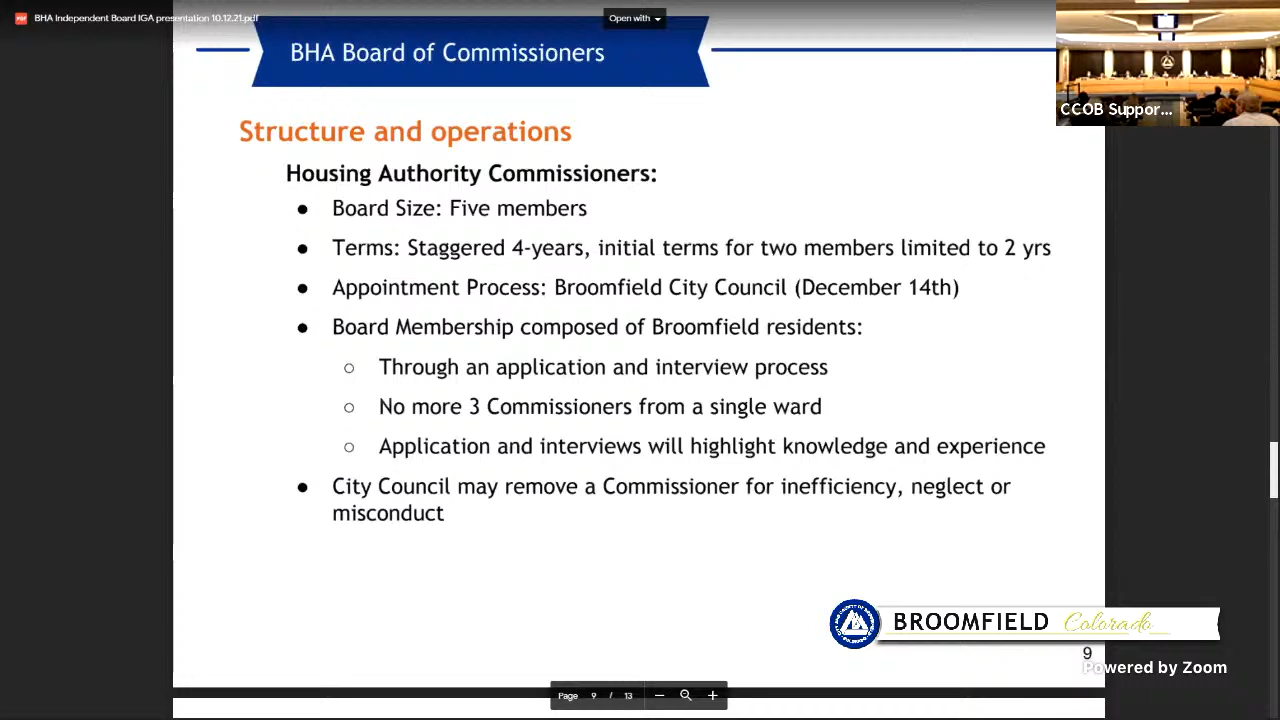 BHA Independent Board IGA presentation 10.12.21.pdf
Open with
BHA Board of Commissioners
CCOB Suppor...
Structure and operations
Housing Authority Commissioners:
● Board Size: Five members
● Terms: Staggered 4-years, initial terms for two members limited to 2 yrs
● Appointment Process: Broomfield City Council (December 14th)
● Board Membership composed of Broomfield residents:
○ Through an application and interview process
○ No more 3 Commissioners from a single ward
○ Application and interviews will highlight knowledge and experience
● City Council may remove a Commissioner for inefficiency, neglect or
misconduct
BROOMFIELD Colorado
9
Powered by Zoom
Page 9 / 13